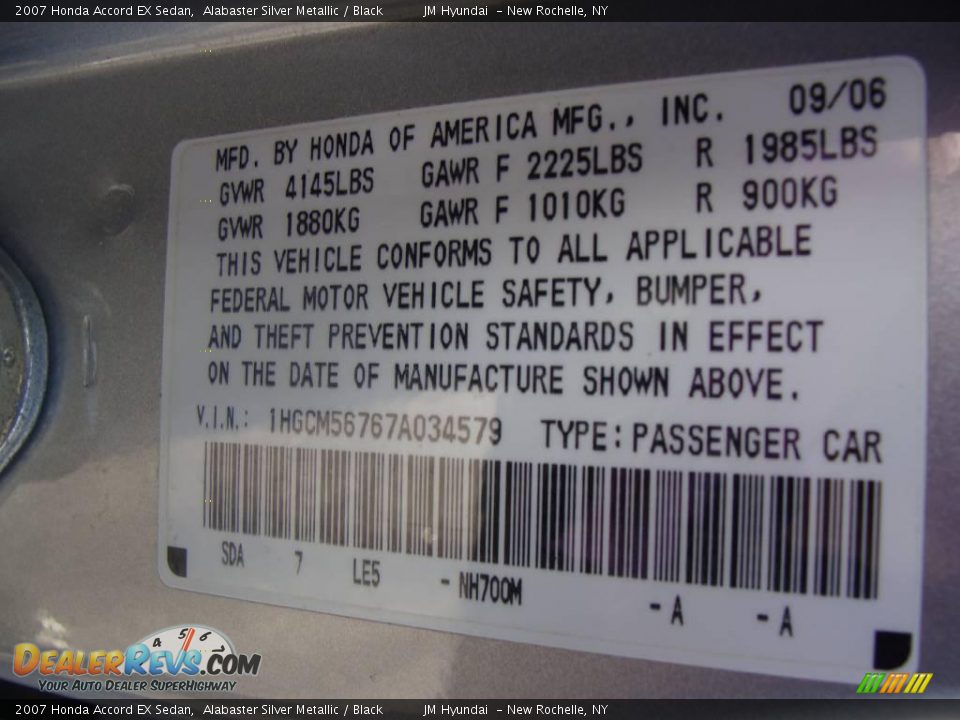 2007 Honda Accord EX Sedan, Alabaster Silver Metallic / Black JM Hyundai - New Rochelle, NY
09/06
MFD. BY HONDA OF AMERICA MFG., INC.
GVWR 4145LBS GAWR F 2225LBS R 1985LBS
GVWR 1880KG GAWR F 1010KG R 900KG
THIS VEHICLE CONFORMS TO ALL APPLICABLE
FEDERAL MOTOR VEHICLE SAFETY, BUMPER,
AND THEFT PREVENTION STANDARDS IN EFFECT
ON THE DATE OF MANUFACTURE SHOWN ABOVE.
V.I.N.: 1HGCM56767A034579 TYPE: PASSENGER CAR
SDA 7 LE5 - NH700M - A - A
4 5 6
DEALERREVS.COM
YOUR AUTO DEALER SUPERHIGHWAY
2007 Honda Accord EX Sedan, Alabaster Silver Metallic / Black JM Hyundai - New Rochelle, NY